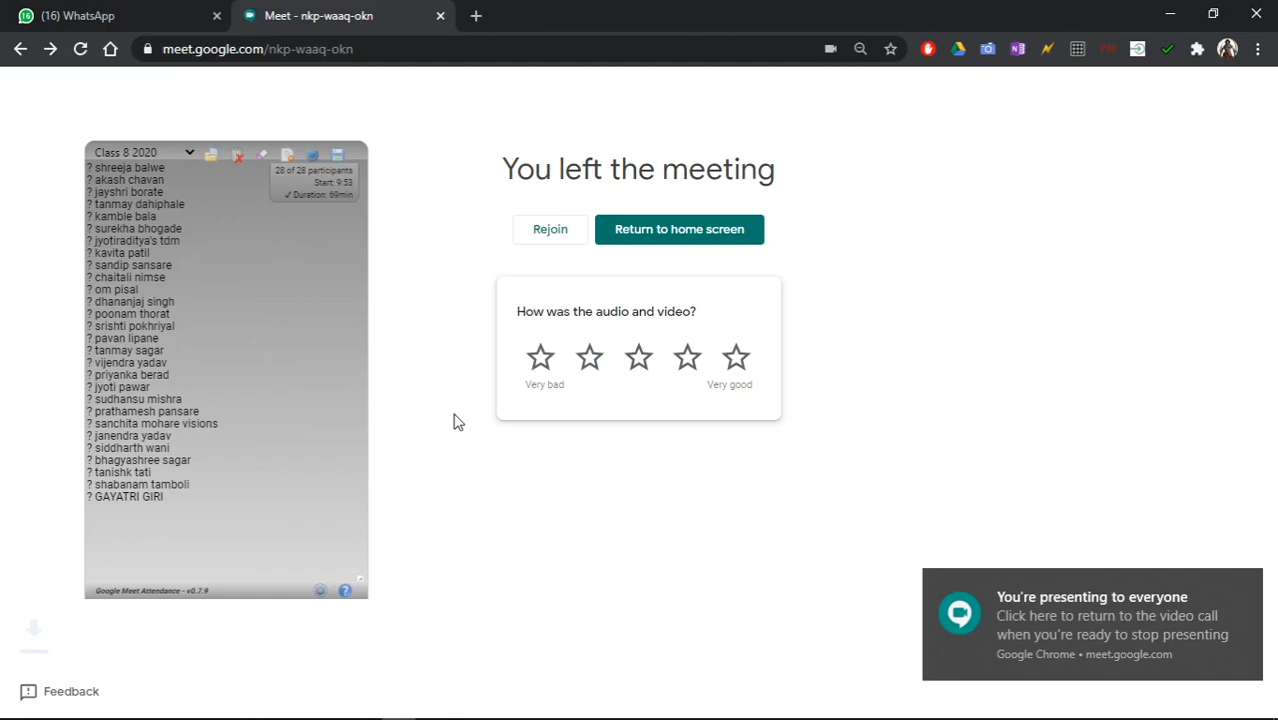 (16) WhatsApp
Meet - nkp-waaq-okn
meet.google.com/nkp-waaq-okn
Class 8 2020
28 of 28 participants
Start: 9:53
✓ Duration: 69min
? shreeja balwe
? akash chavan
? jayshri borate
? tanmay dahiphale
? kamble bala
? surekha bhogade
? jyotiraditya's tdm
? kavita patil
? sandip sansare
? chaitali nimse
? om pisal
? dhananjaj singh
? poonam thorat
? srishti pokhriyal
? pavan lipane
? tanmay sagar
? vijendra yadav
? priyanka berad
? jyoti pawar
? sudhansu mishra
? prathamesh pansare
? sanchita mohare visions
? janendra yadav
? siddharth wani
? bhagyashree sagar
? tanishk tati
? shabanam tamboli
? GAYATRI GIRI
Google Meet Attendance - v0.7.9
You left the meeting
Rejoin
Return to home screen
How was the audio and video?
Very bad
Very good
You're presenting to everyone
Click here to return to the video call
when you're ready to stop presenting
Google Chrome • meet.google.com
Feedback